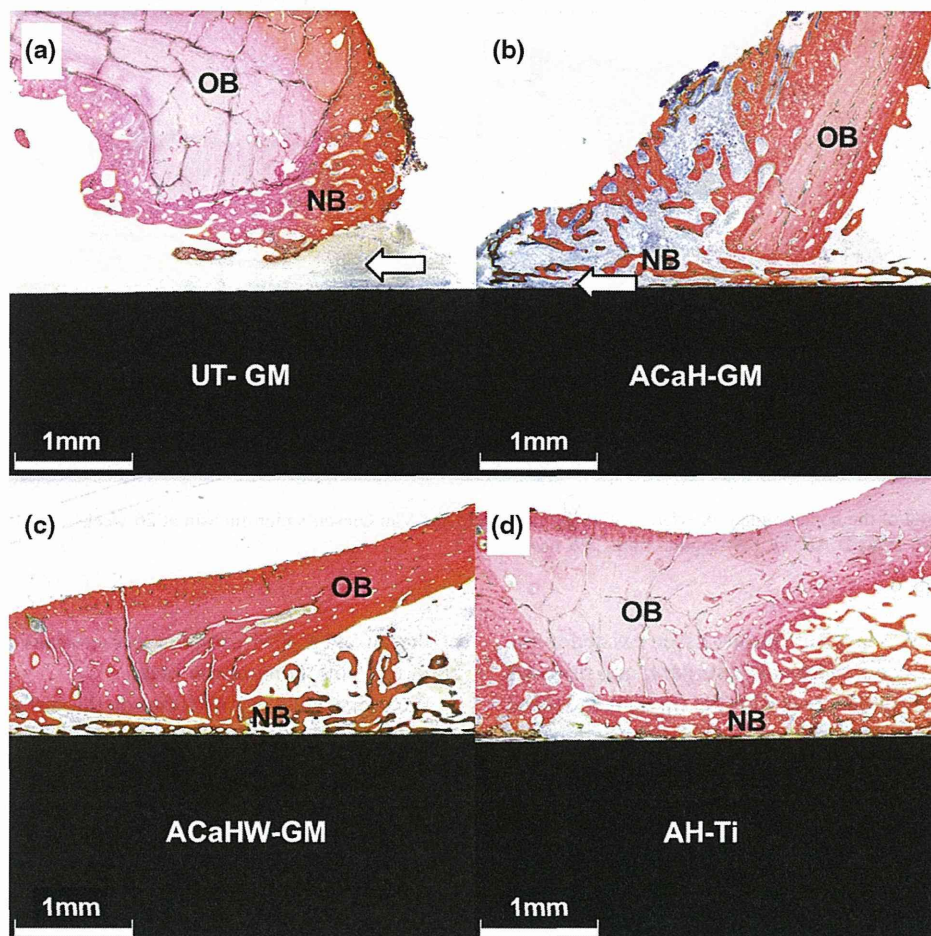 (a)
OB
NB
UT- GM
1mm
(b)
OB
NB
ACaH-GM
1mm
(c)
OB
NB
ACaHW-GM
1mm
(d)
OB
NB
AH-Ti
1mm